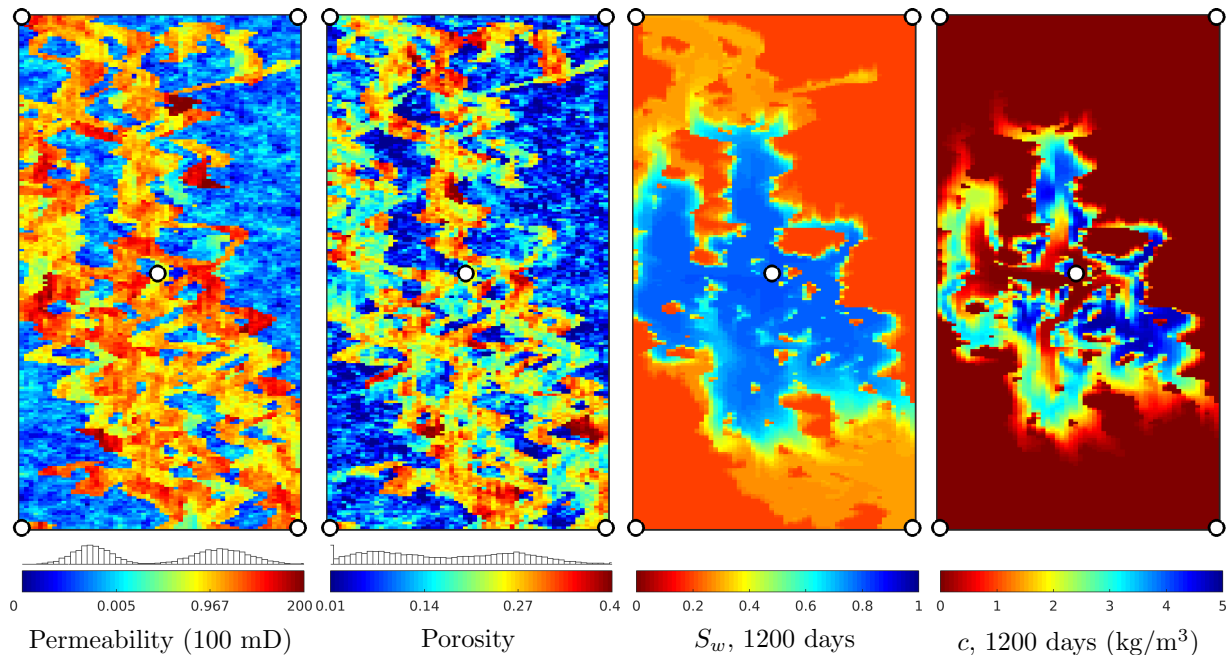 0 0.005 0.967 200 0.01 0.14 0.27 0.4 0 0.2 0.4 0.6 0.8 1 0 1 2 3 4 5
Permeability (100 mD) Porosity S_w, 1200 days c, 1200 days (kg/m³)